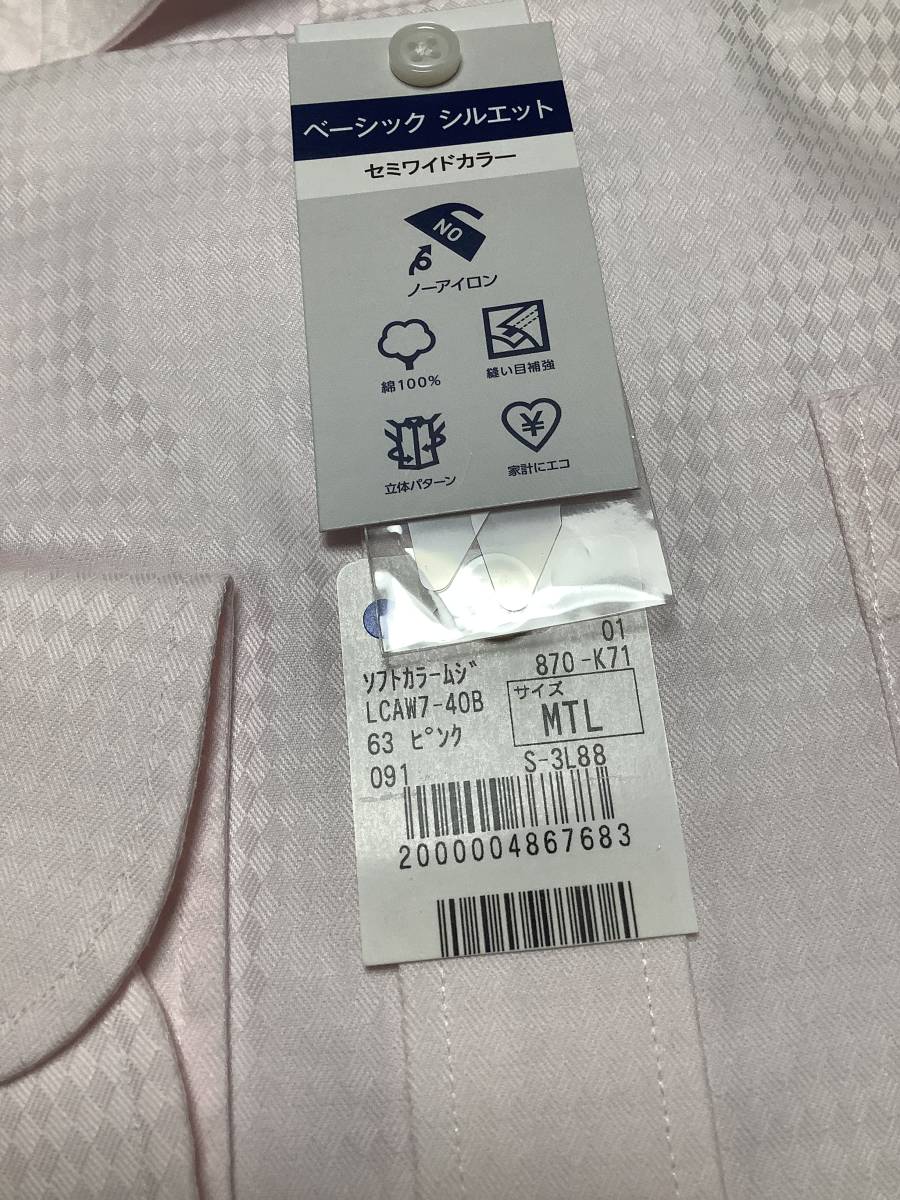 ベーシック シルエット
セミワイドカラー
NO
ノーアイロン
綿100%
縫い目補強
立体パターン
¥
家計にエコ
01
ソフトカラームジ 870-K71
LCAW7-40B サイズ
MTL
63 ピンク
091 S-3L88
2000004867683